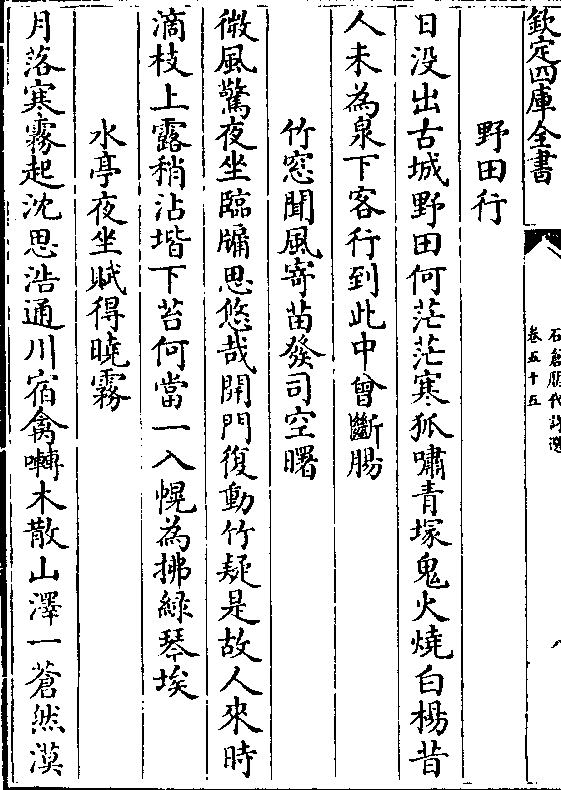 欽定四庫全書
石倉歷代詩選
卷五十五
八
野田行
日没出古城野田何茫茫寒狐嘯青塚鬼火燒白楊昔
人未為泉下客行到此中曾斷腸
竹窓聞風寄苗發司空曙
微風驚夜坐臨牖思悠哉開門復動竹疑是故人來時
滴枝上露稍沾堦下苔何當一入幌為拂緑琴埃
水亭夜坐賦得曉霧
月落寒霧起沈思浩通川宿禽囀木散山澤一蒼然漠